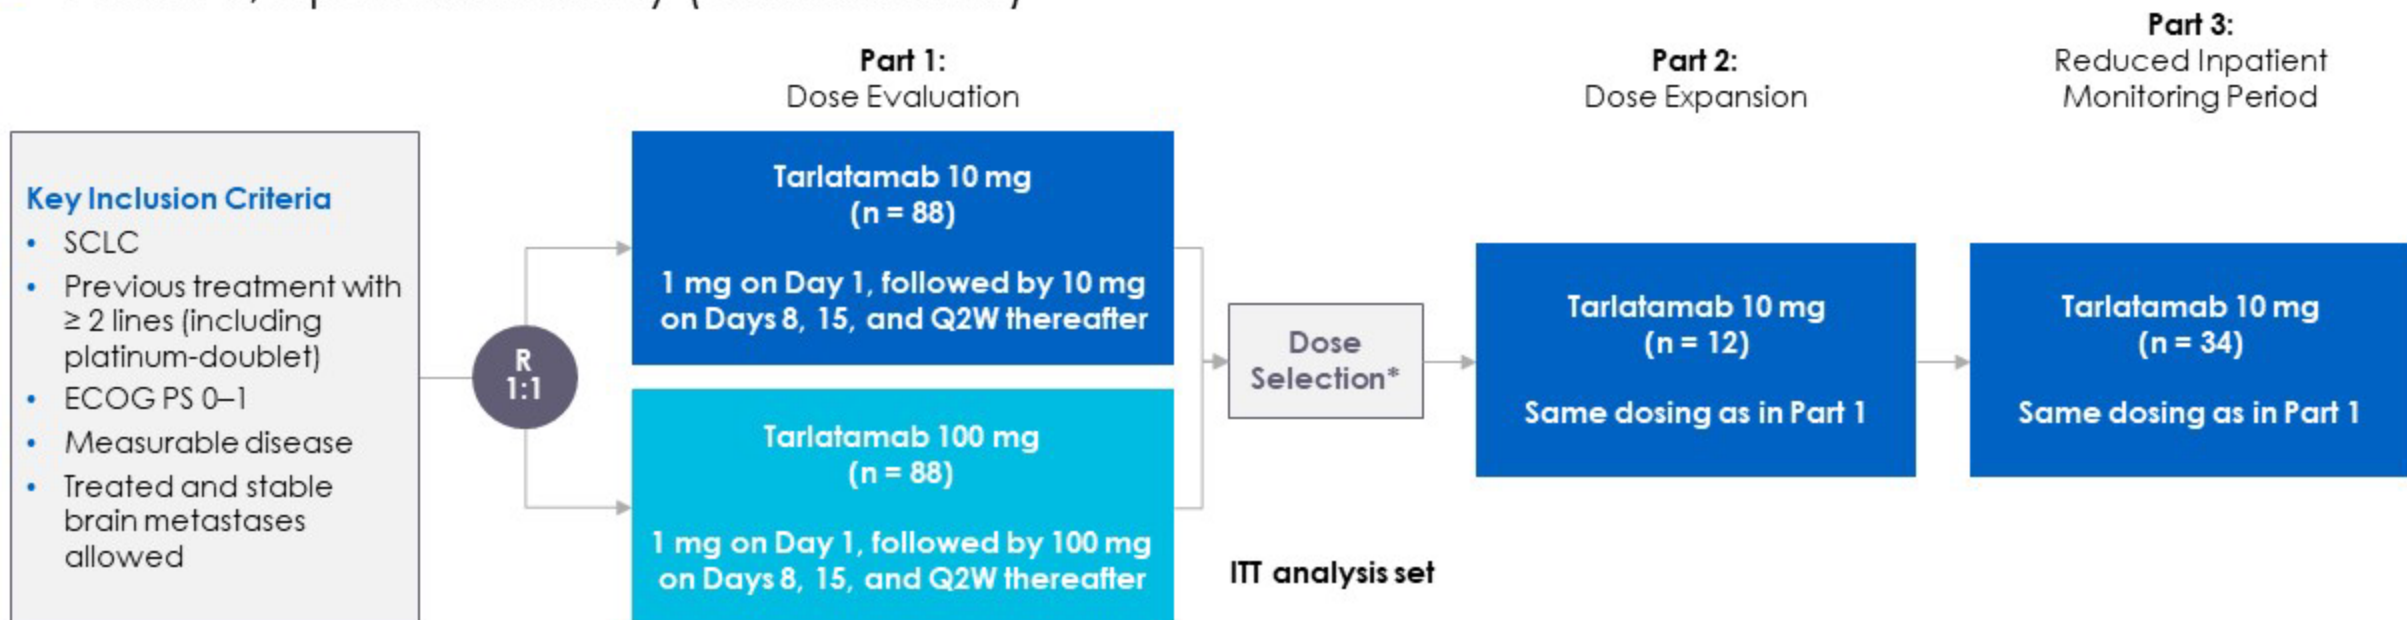 Part 1:
Dose Evaluation
Part 2:
Dose Expansion
Part 3:
Reduced Inpatient
Monitoring Period
Key Inclusion Criteria
• SCLC
• Previous treatment with
≥ 2 lines (including
platinum-doublet)
• ECOG PS 0–1
• Measurable disease
• Treated and stable
brain metastases
allowed
R
1:1
Tarlatamab 10 mg
(n = 88)
1 mg on Day 1, followed by 10 mg
on Days 8, 15, and Q2W thereafter
Tarlatamab 100 mg
(n = 88)
1 mg on Day 1, followed by 100 mg
on Days 8, 15, and Q2W thereafter
Dose
Selection*
ITT analysis set
Tarlatamab 10 mg
(n = 12)
Same dosing as in Part 1
Tarlatamab 10 mg
(n = 34)
Same dosing as in Part 1